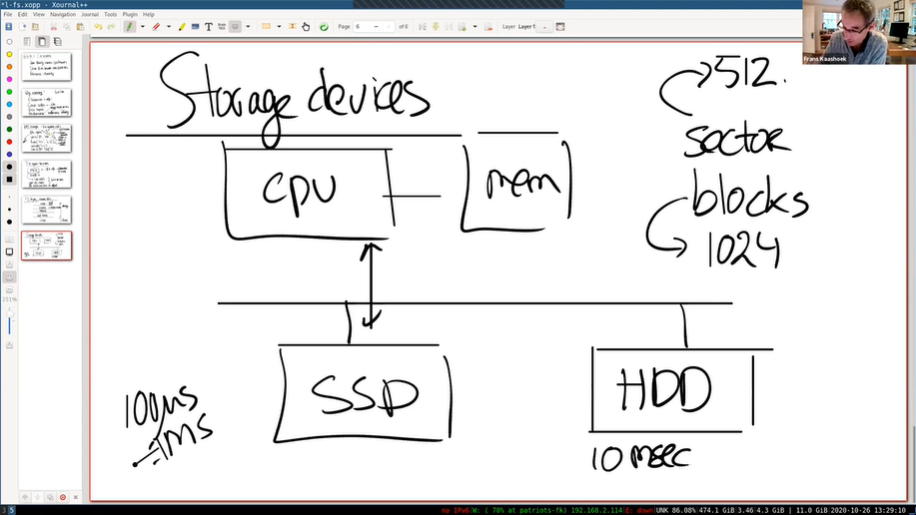 *l-fs.xopp - Xournal++
File Edit View Navigation Journal Tools Plugin Help
Page 6 of 6 Layer Layer 1
Frans Kaashoek
Storage devices
512.
sector
blocks
1024
CPU
mem
SSD
HDD
100µs
1ms
10 msec
251%
3 5
no IPv6 W: ( 78% at patriots-fk) 192.168.2.114 E: down UNK 86.08% 474.1 GiB 3.46 4.3 GiB / 11.0 GiB 2020-10-26 13:29:10